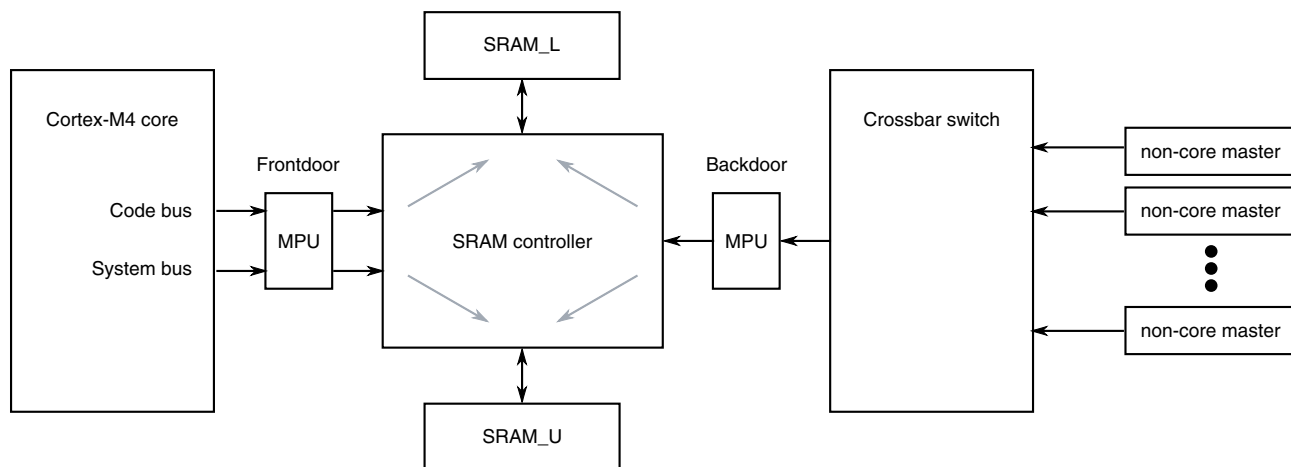 SRAM_L
Cortex-M4 core
Crossbar switch
non-core master
Frontdoor
Backdoor
Code bus
non-core master
MPU
SRAM controller
MPU
System bus
non-core master
SRAM_U